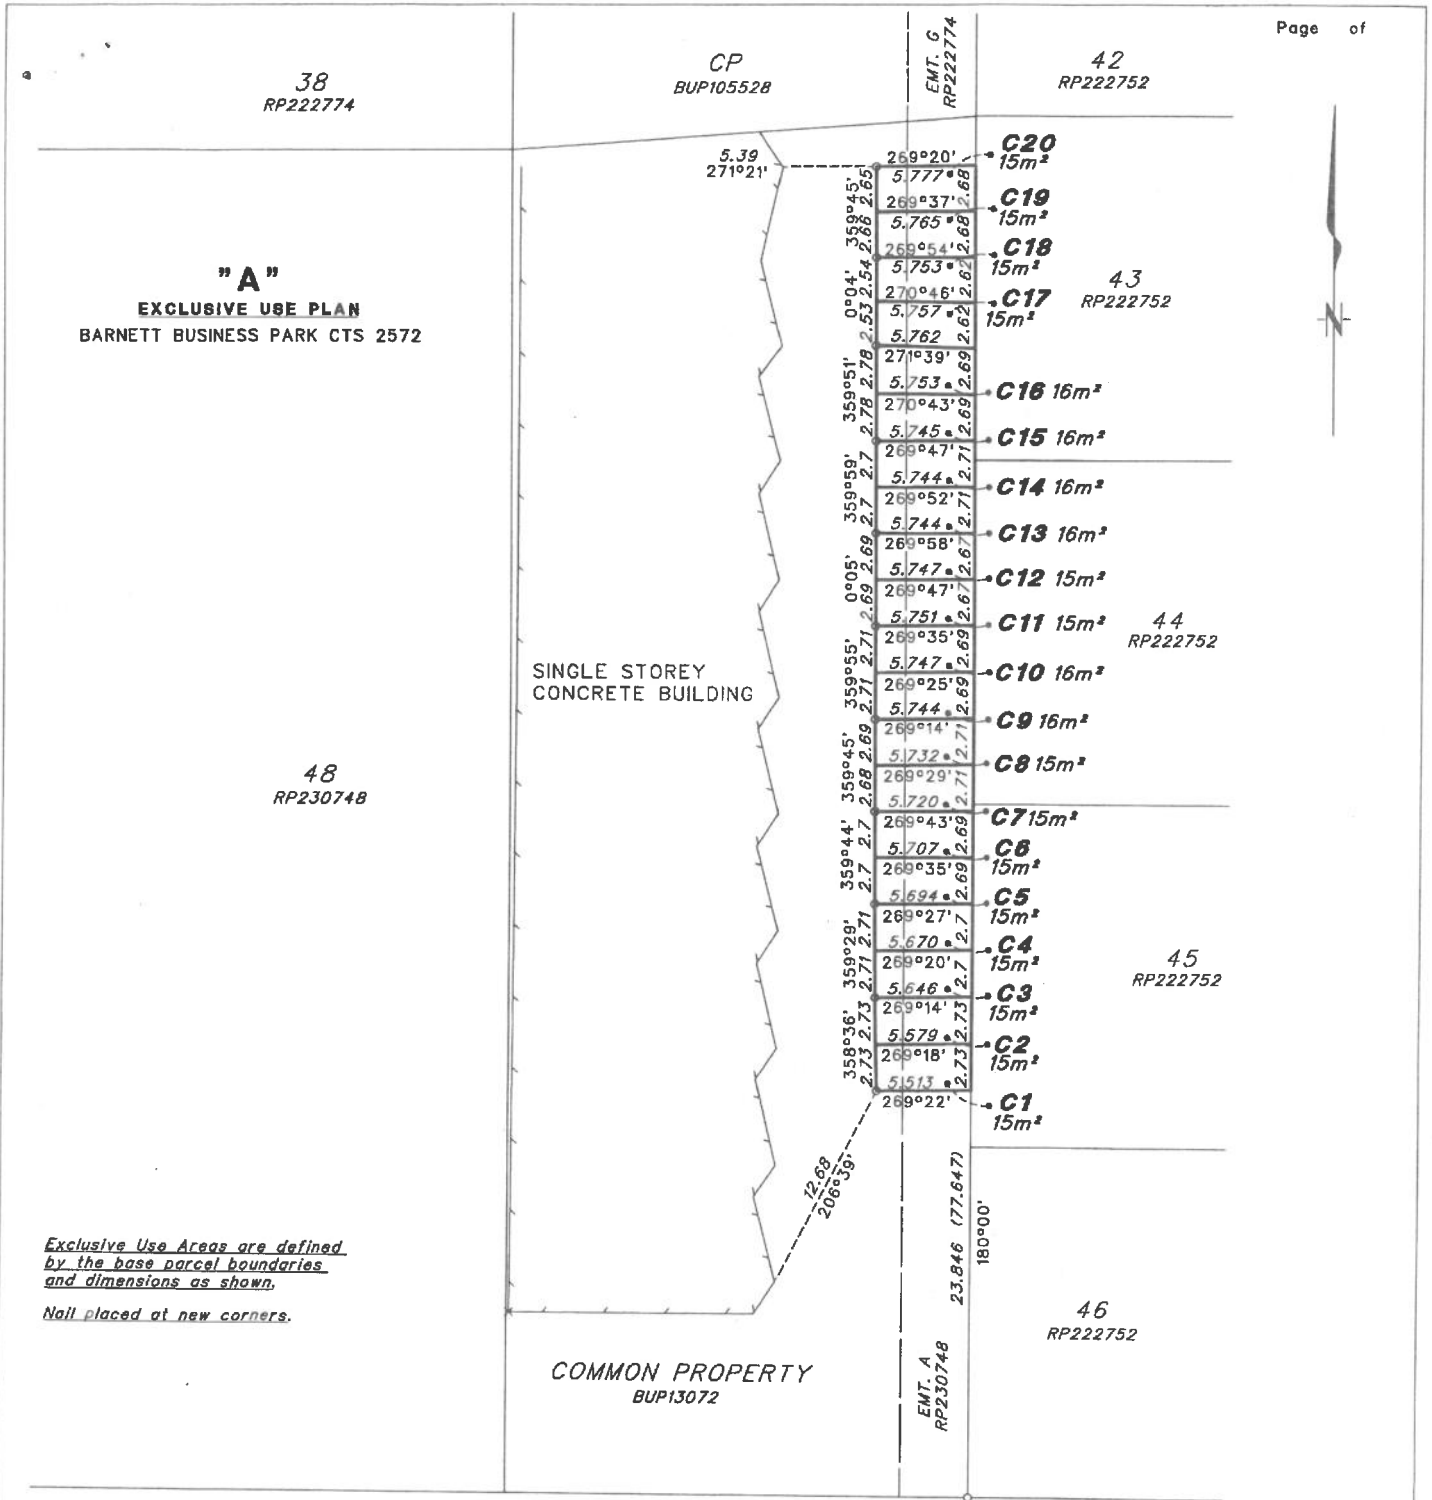 Page of
38
RP222774
CP
BUP105528
EMT. G
RP222774
42
RP222752
"A"
EXCLUSIVE USE PLAN
BARNETT BUSINESS PARK CTS 2572
5.39
271°21'
269°20'
5.777
C20
15m²
359°45'
2.65
2.68
269°37'
5.765
C19
15m²
2.66
2.68
269°54'
5.753
C18
15m²
43
RP222752
0°04'
2.54
2.62
270°46'
5.757
C17
15m²
2.53
2.62
5.762
271°39'
359°51'
2.78
2.69
5.753
C16 16m²
270°43'
2.78
2.69
5.745
C15 16m²
269°47'
359°59'
2.7
2.71
5.744
C14 16m²
269°52'
2.7
2.71
5.744
C13 16m²
269°58'
0°05'
2.69
2.67
5.747
C12 15m²
269°47'
2.69
2.67
5.751
C11 15m²
44
RP222752
269°35'
359°55'
2.71
2.69
5.747
C10 16m²
269°25'
2.71
2.69
5.744
C9 16m²
269°14'
359°45'
2.69
2.71
5.732
C8 15m²
269°29'
2.68
2.71
5.720
C7 15m²
269°43'
359°44'
2.7
2.69
5.707
C6
15m²
269°35'
2.7
2.69
5.694
C5
15m²
269°27'
359°29'
2.71
2.7
5.670
C4
15m²
269°20'
2.71
2.7
5.646
C3
15m²
45
RP222752
269°14'
358°36'
2.73
2.73
5.579
C2
15m²
269°18'
2.73
2.73
5.513
269°22'
C1
15m²
SINGLE STOREY
CONCRETE BUILDING
48
RP230748
12.68
206°39'
23.846 (77.647)
180°00'
Exclusive Use Areas are defined
by the base parcel boundaries
and dimensions as shown.
Nail placed at new corners.
46
RP222752
COMMON PROPERTY
BUP13072
EMT. A
RP230748
N